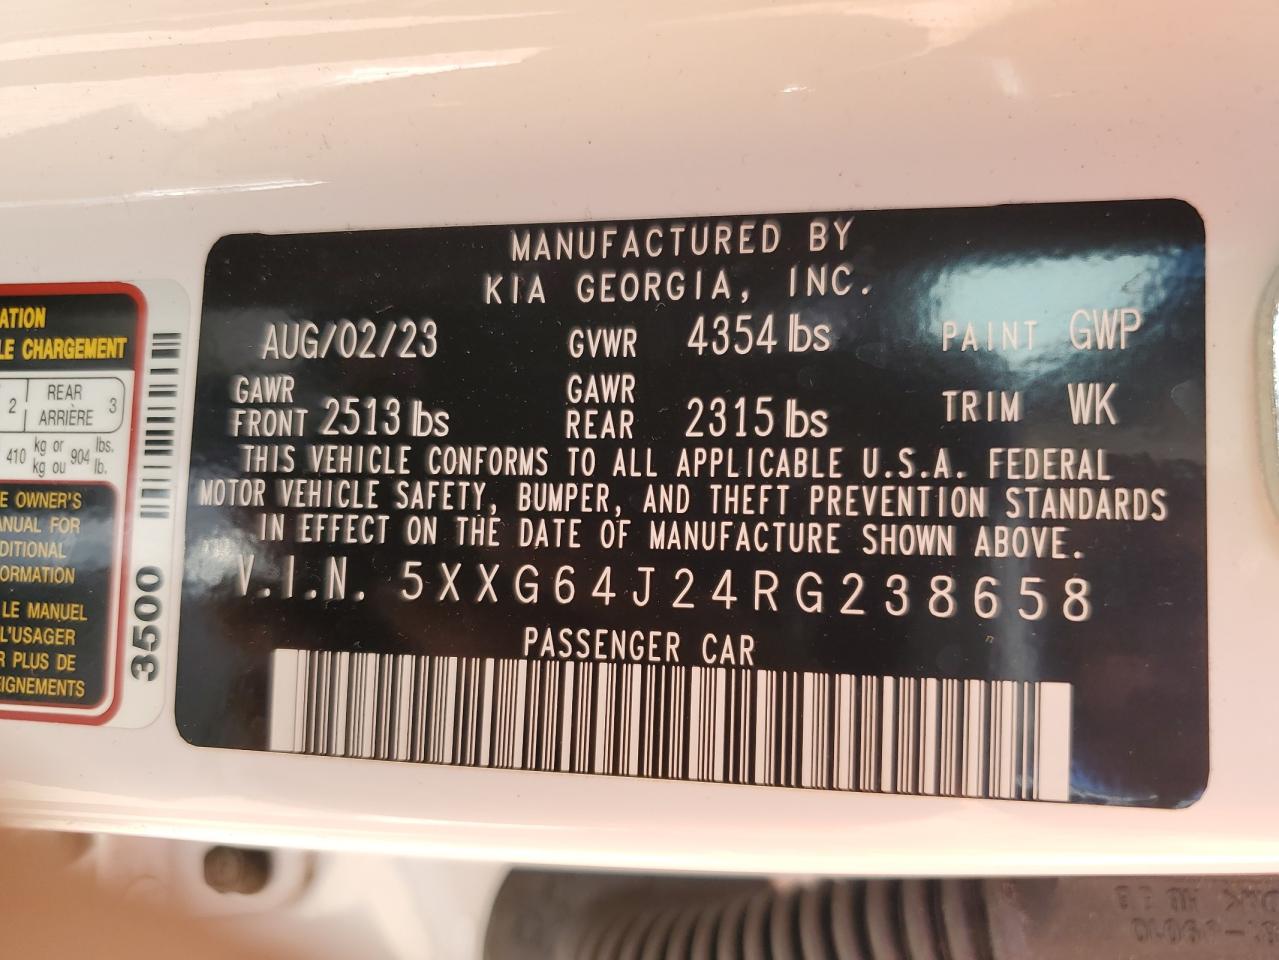 MANUFACTURED BY
KIA GEORGIA, INC.
AUG/02/23 GVWR 4354 lbs PAINT GWP
GAWR FRONT 2513 lbs GAWR REAR 2315 lbs TRIM WK
THIS VEHICLE CONFORMS TO ALL APPLICABLE U.S.A. FEDERAL
MOTOR VEHICLE SAFETY, BUMPER, AND THEFT PREVENTION STANDARDS
IN EFFECT ON THE DATE OF MANUFACTURE SHOWN ABOVE.
V.I.N. 5XXG64J24RG238658
PASSENGER CAR
ATION
LE CHARGEMENT
2 REAR ARRIÈRE 3
410 kg or 904 lbs.
kg ou lb.
E OWNER'S
ANUAL FOR
DITIONAL
ORMATION
LE MANUEL
L'USAGER
R PLUS DE
EIGNEMENTS
3500